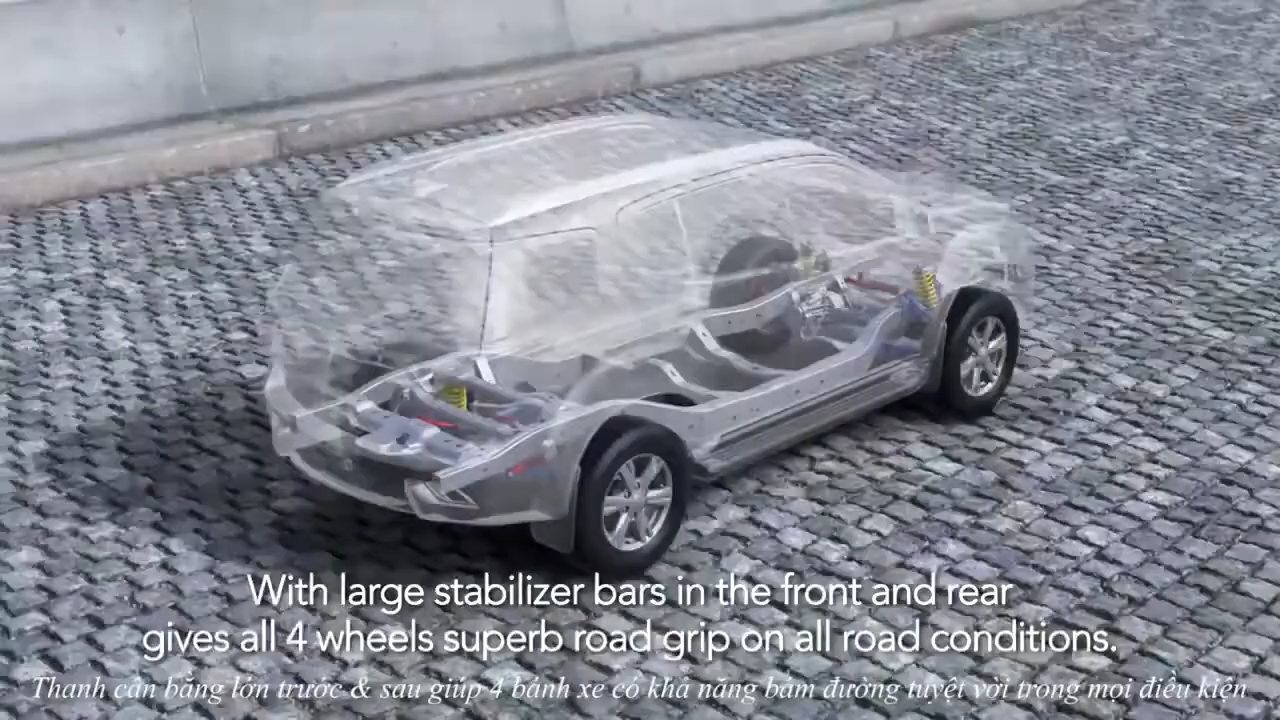 With large stabilizer bars in the front and rear
gives all 4 wheels superb road grip on all road conditions.
Thanh cân bằng lớn trước & sau giúp 4 bánh xe có khả năng bám đường tuyệt vời trong mọi điều kiện